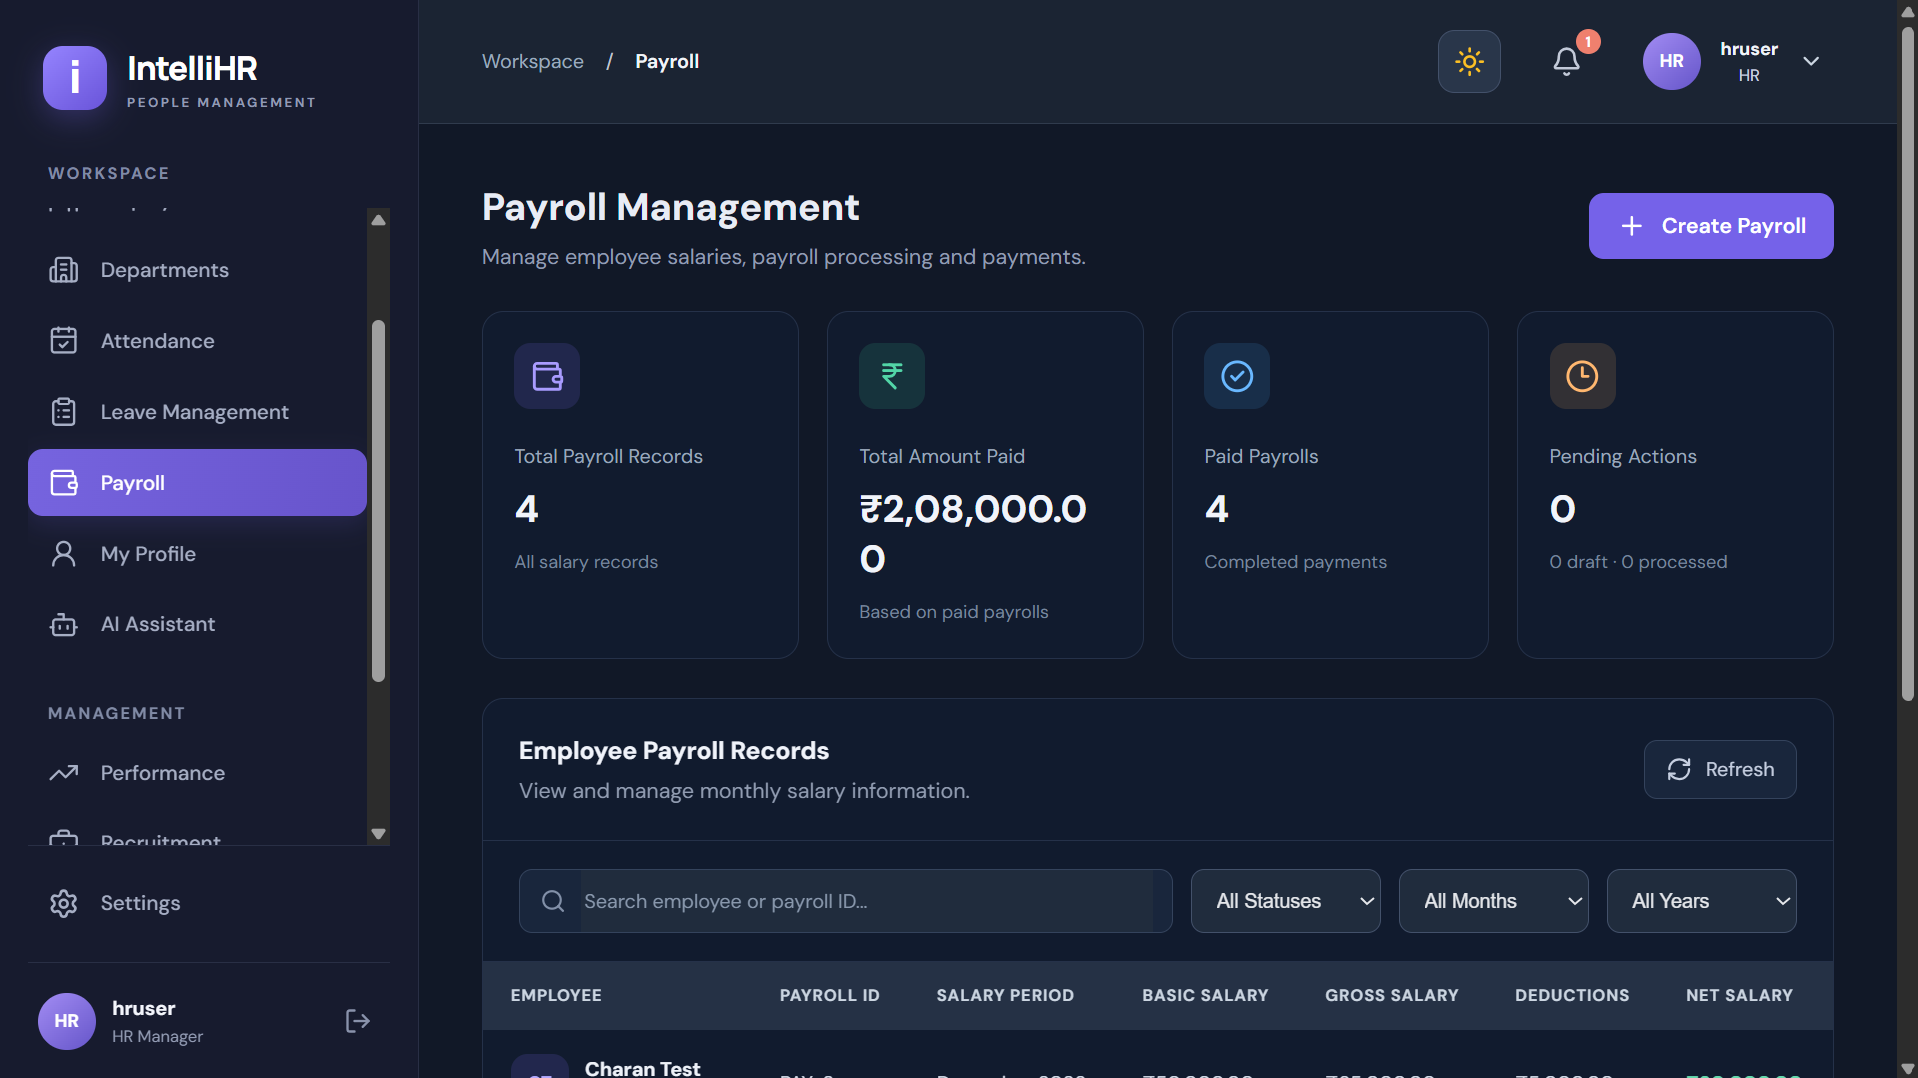 i
IntelliHR
PEOPLE MANAGEMENT
WORKSPACE
Departments
Attendance
Leave Management
Payroll
My Profile
AI Assistant
MANAGEMENT
Performance
Recruitment
Settings
HR
hruser
HR Manager
Workspace / Payroll
1
HR
hruser
HR
Payroll Management
Manage employee salaries, payroll processing and payments.
Create Payroll
Total Payroll Records
4
All salary records
Total Amount Paid
₹2,08,000.0
0
Based on paid payrolls
Paid Payrolls
4
Completed payments
Pending Actions
0
0 draft · 0 processed
Employee Payroll Records
View and manage monthly salary information.
Refresh
Search employee or payroll ID...
All Statuses
All Months
All Years
EMPLOYEE PAYROLL ID SALARY PERIOD BASIC SALARY GROSS SALARY DEDUCTIONS NET SALARY
Charan Test